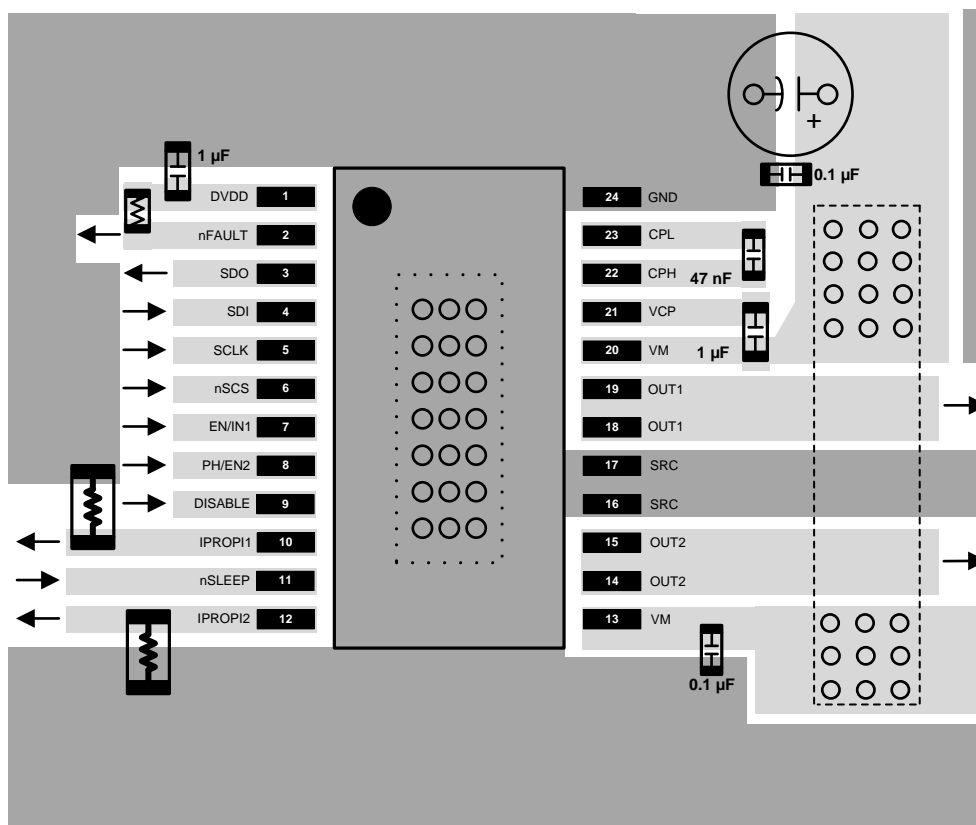 +
1 µF
0.1 µF
DVDD 1
24 GND
nFAULT 2
23 CPL
SDO 3
22 CPH
47 nF
SDI 4
21 VCP
SCLK 5
20 VM
1 µF
nSCS 6
19 OUT1
EN/IN1 7
18 OUT1
PH/EN2 8
17 SRC
DISABLE 9
16 SRC
IPROPI1 10
15 OUT2
nSLEEP 11
14 OUT2
IPROPI2 12
13 VM
0.1 µF